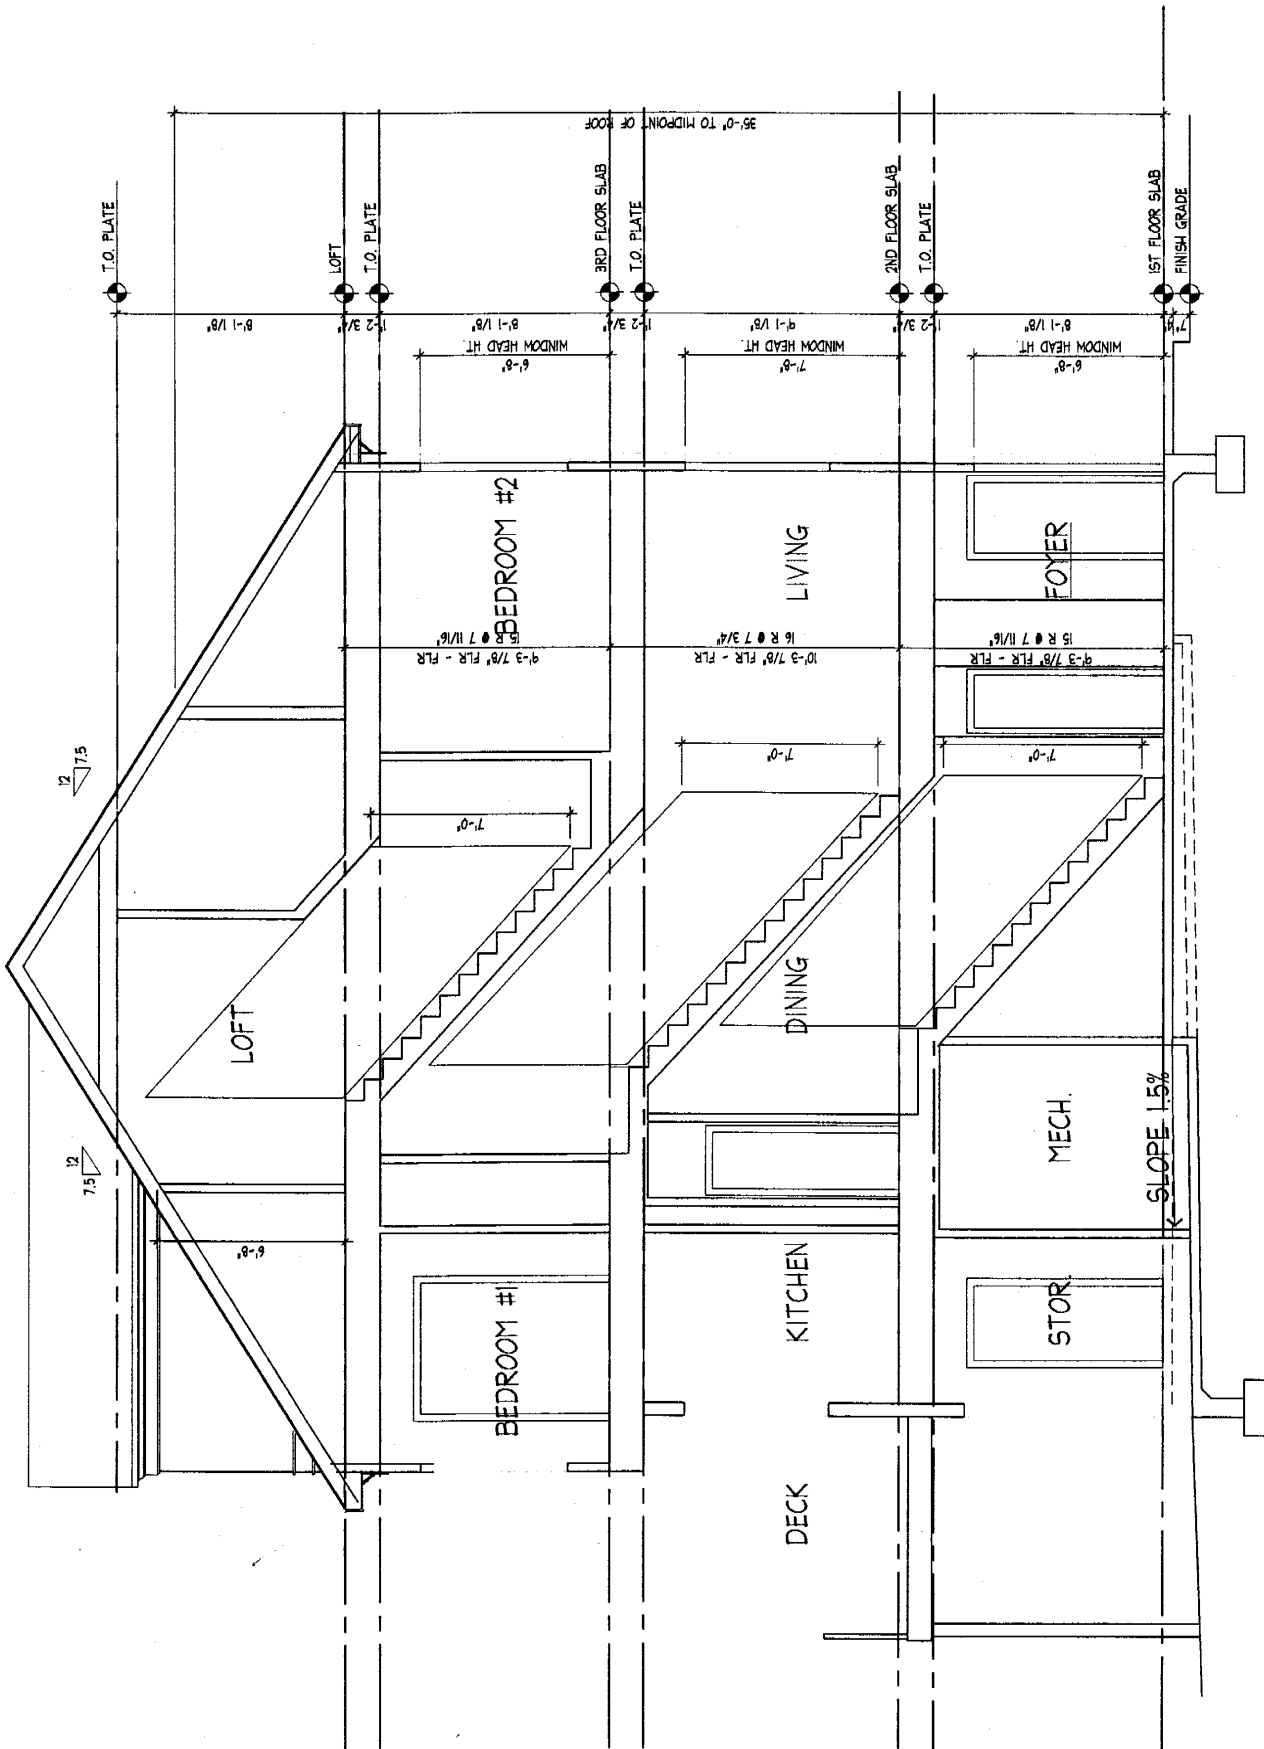 35'-0" TO MIDPOINT OF ROOF
T.O. PLATE
LOFT
T.O. PLATE
3RD FLOOR SLAB
T.O. PLATE
2ND FLOOR SLAB
T.O. PLATE
1ST FLOOR SLAB
FINISH GRADE
8'-1 1/8"
1'-2 3/4"
8'-1 1/8"
1'-2 3/4"
9'-1 1/8"
1'-2 3/4"
8'-1 1/8"
WINDOW HEAD HT.
6'-8"
WINDOW HEAD HT.
7'-8"
WINDOW HEAD HT.
6'-8"
BEDROOM #2
LIVING
FOYER
15 R @ 7 11/16"
9'-3 7/8" FLR - FLR
16 R @ 7 3/4"
10'-3 7/8" FLR - FLR
15 R @ 7 11/16"
9'-3 7/8" FLR - FLR
12
7.5
7'-0"
7'-0"
7'-0"
LOFT
DINING
MECH.
SLOPE 1.5%
12
7.5
6'-8"
BEDROOM #1
KITCHEN
STOR.
DECK